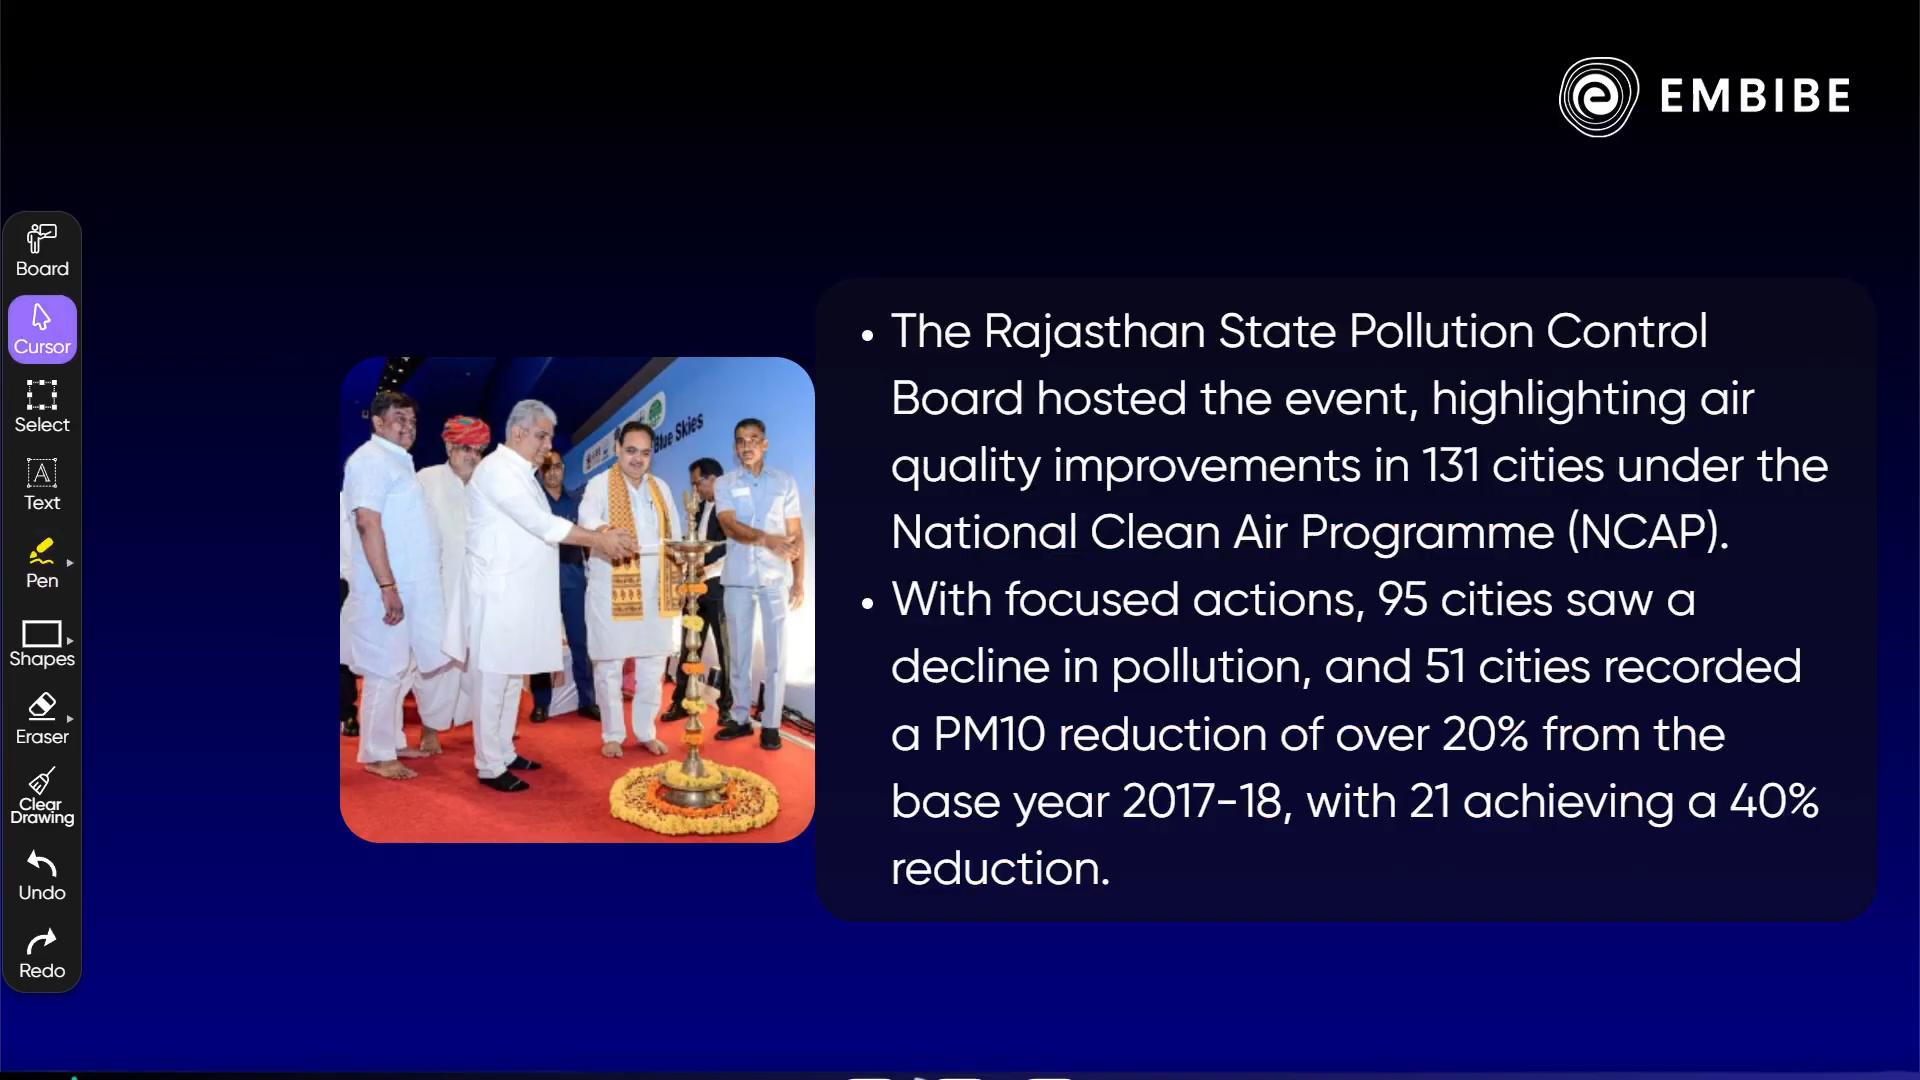 EMBIBE
Board
Cursor
Select
Text
Pen
Shapes
Eraser
Clear
Drawing
Undo
Redo
Blue Skies
• The Rajasthan State Pollution Control
Board hosted the event, highlighting air
quality improvements in 131 cities under the
National Clean Air Programme (NCAP).
• With focused actions, 95 cities saw a
decline in pollution, and 51 cities recorded
a PM10 reduction of over 20% from the
base year 2017-18, with 21 achieving a 40%
reduction.